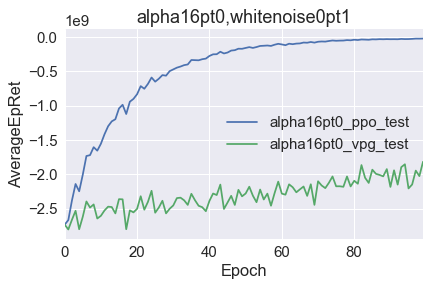 alpha16pt0,whitenoise0pt1
1e9
0.0
−0.5
−1.0
−1.5
−2.0
−2.5
AverageEpRet
alpha16pt0_ppo_test
alpha16pt0_vpg_test
0 20 40 60 80
Epoch